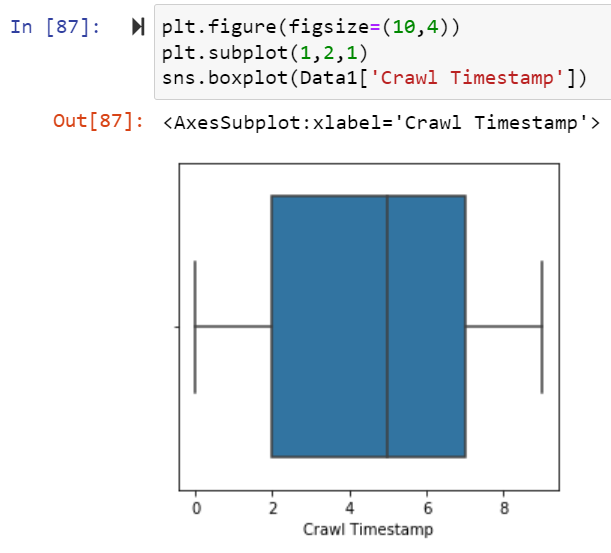 In [87]:
plt.figure(figsize=(10,4))
plt.subplot(1,2,1)
sns.boxplot(Data1['Crawl Timestamp'])
Out[87]: <AxesSubplot:xlabel='Crawl Timestamp'>
0 2 4 6 8
Crawl Timestamp